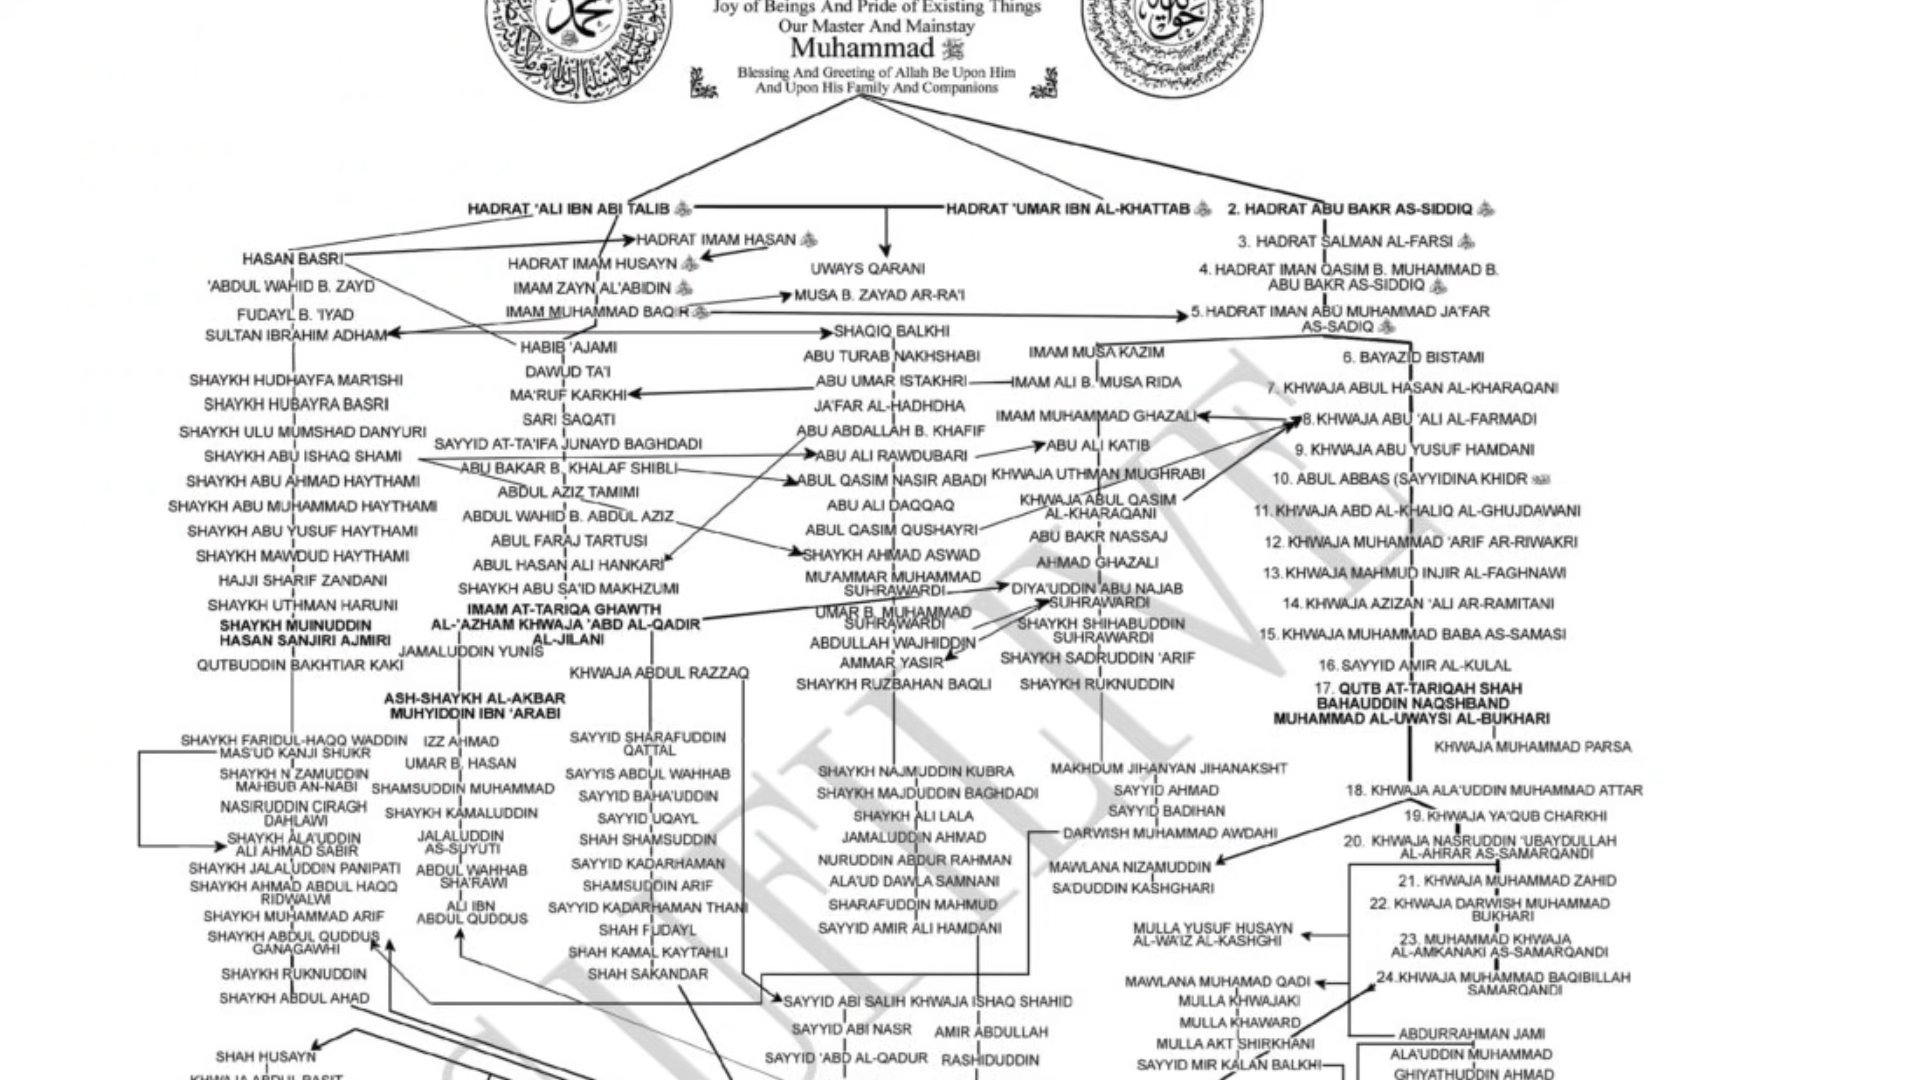 Joy of Beings And Pride of Existing Things
Our Master And Mainstay
Muhammad ﷺ
Blessing And Greeting of Allah Be Upon Him
And Upon His Family And Companions
HADRAT 'ALI IBN ABI TALIB
HADRAT 'UMAR IBN AL-KHATTAB
2. HADRAT ABU BAKR AS-SIDDIQ
HASAN BASRI
'ABDUL WAHID B. ZAYD
FUDAYL B. 'IYAD
SULTAN IBRAHIM ADHAM
SHAYKH HUDHAYFA MAR'ISHI
SHAYKH HUBAYRA BASRI
SHAYKH ULU MUMSHAD DANYURI
SHAYKH ABU ISHAQ SHAMI
SHAYKH ABU AHMAD HAYTHAMI
SHAYKH ABU MUHAMMAD HAYTHAMI
SHAYKH ABU YUSUF HAYTHAMI
SHAYKH MAWDUD HAYTHAMI
HAJJI SHARIF ZANDANI
SHAYKH UTHMAN HARUNI
SHAYKH MUINUDDIN
HASAN SANJIRI AJMIRI
QUTBUDDIN BAKHTIAR KAKI
SHAYKH FARIDUL-HAQQ WADDIN
MAS'UD KANJI SHUKR
SHAYKH NIZAMUDDIN
MAHBUB AN-NABI
NASIRUDDIN CIRAGH
DAHLAWI
SHAYKH ALA'UDDIN
ALI AHMAD SABIR
SHAYKH JALALUDDIN PANIPATI
SHAYKH AHMAD ABDUL HAQQ
RIDWALWI
SHAYKH MUHAMMAD ARIF
SHAYKH ABDUL QUDDUS
GANAGAWHI
SHAYKH RUKNUDDIN
SHAYKH ABDUL AHAD
SHAH HUSAYN
KHWAJA ABDUL BASIT
HADRAT IMAM HASAN
HADRAT IMAM HUSAYN
IMAM ZAYN AL'ABIDIN
IMAM MUHAMMAD BAQIR
HABIB 'AJAMI
DAWUD TA'I
MA'RUF KARKHI
SARI SAQATI
SAYYID AT-TA'IFA JUNAYD BAGHDADI
ABU BAKAR B. KHALAF SHIBLI
ABDUL AZIZ TAMIMI
ABDUL WAHID B. ABDUL AZIZ
ABUL FARAJ TARTUSI
ABUL HASAN ALI HANKARI
SHAYKH ABU SA'ID MAKHZUMI
IMAM AT-TARIQA GHAWTH
AL-'AZHAM KHWAJA 'ABD AL-QADIR
AL-JILANI
JAMALUDDIN YUNIS
ASH-SHAYKH AL-AKBAR
MUHYIDDIN IBN 'ARABI
IZZ AHMAD
UMAR B. HASAN
SHAMSUDDIN MUHAMMAD
SHAYKH KAMALUDDIN
JALALUDDIN
AS-SUYUTI
ABDUL WAHHAB
SHA'RAWI
ALI IBN
ABDUL QUDDUS
KHWAJA ABDUL RAZZAQ
SAYYID SHARAFUDDIN
QATTAL
SAYYIS ABDUL WAHHAB
SAYYID BAHA'UDDIN
SAYYID UQAYL
SHAH SHAMSUDDIN
SAYYID KADARHAMAN
SHAMSUDDIN ARIF
SAYYID KADARHAMAN THANI
SHAH FUDAYL
SHAH KAMAL KAYTAHLI
SHAH SAKANDAR
UWAYS QARANI
MUSA B. ZAYAD AR-RA'I
SHAQIQ BALKHI
ABU TURAB NAKHSHABI
ABU UMAR ISTAKHRI
JA'FAR AL-HADHDHA
ABU ABDALLAH B. KHAFIF
ABU ALI RAWDUBARI
ABUL QASIM NASIR ABADI
ABU ALI DAQQAQ
ABUL QASIM QUSHAYRI
SHAYKH AHMAD ASWAD
MU'AMMAR MUHAMMAD
SUHRAWARDI
UMAR B. MUHAMMAD
SUHRAWARDI
ABDULLAH WAJHIDDIN
AMMAR YASIR
SHAYKH RUZBAHAN BAQLI
SHAYKH NAJMUDDIN KUBRA
SHAYKH MAJDUDDIN BAGHDADI
SHAYKH ALI LALA
JAMALUDDIN AHMAD
NURUDDIN ABDUR RAHMAN
ALA'UD DAWLA SAMNANI
SHARAFUDDIN MAHMUD
SAYYID AMIR ALI HAMDANI
SAYYID ABI SALIH KHWAJA ISHAQ SHAHID
SAYYID ABI NASR
AMIR ABDULLAH
SAYYID 'ABD AL-QADUR
RASHIDUDDIN
IMAM MUSA KAZIM
IMAM ALI B. MUSA RIDA
IMAM MUHAMMAD GHAZALI
ABU ALI KATIB
KHWAJA UTHMAN MUGHRABI
KHWAJA ABUL QASIM
AL-KHARAQANI
ABU BAKR NASSAJ
AHMAD GHAZALI
DIYA'UDDIN ABU NAJAB
SUHRAWARDI
SHAYKH SHIHABUDDIN
SUHRAWARDI
SHAYKH SADRUDDIN 'ARIF
SHAYKH RUKNUDDIN
MAKHDUM JIHANYAN JIHANAKSHT
SAYYID AHMAD
SAYYID BADIHAN
DARWISH MUHAMMAD AWDAHI
MAWLANA NIZAMUDDIN
SA'DUDDIN KASHGHARI
MULLA YUSUF HUSAYN
AL-WA'IZ AL-KASHGHI
MAWLANA MUHAMAD QADI
MULLA KHWAJAKI
MULLA KHAWARD
MULLA AKT SHIRKHANI
SAYYID MIR KALAN BALKHI
3. HADRAT SALMAN AL-FARSI
4. HADRAT IMAN QASIM B. MUHAMMAD B.
ABU BAKR AS-SIDDIQ
5. HADRAT IMAN ABU MUHAMMAD JA'FAR
AS-SADIQ
6. BAYAZID BISTAMI
7. KHWAJA ABUL HASAN AL-KHARAQANI
8. KHWAJA ABU 'ALI AL-FARMADI
9. KHWAJA ABU YUSUF HAMDANI
10. ABUL ABBAS (SAYYIDINA KHIDR
11. KHWAJA ABD AL-KHALIQ AL-GHUJDAWANI
12. KHWAJA MUHAMMAD 'ARIF AR-RIWAKRI
13. KHWAJA MAHMUD INJIR AL-FAGHNAWI
14. KHWAJA AZIZAN 'ALI AR-RAMITANI
15. KHWAJA MUHAMMAD BABA AS-SAMASI
16. SAYYID AMIR AL-KULAL
17. QUTB AT-TARIQAH SHAH
BAHAUDDIN NAQSHBAND
MUHAMMAD AL-UWAYSI AL-BUKHARI
KHWAJA MUHAMMAD PARSA
18. KHWAJA ALA'UDDIN MUHAMMAD ATTAR
19. KHWAJA YA'QUB CHARKHI
20. KHWAJA NASRUDDIN 'UBAYDULLAH
AL-AHRAR AS-SAMARQANDI
21. KHWAJA MUHAMMAD ZAHID
22. KHWAJA DARWISH MUHAMMAD
BUKHARI
23. MUHAMMAD KHWAJA
AL-AMKANAKI AS-SAMARQANDI
24. KHWAJA MUHAMMAD BAQIBILLAH
SAMARQANDI
ABDURRAHMAN JAMI
ALA'UDDIN MUHAMMAD
GHIYATHUDDIN AHMAD